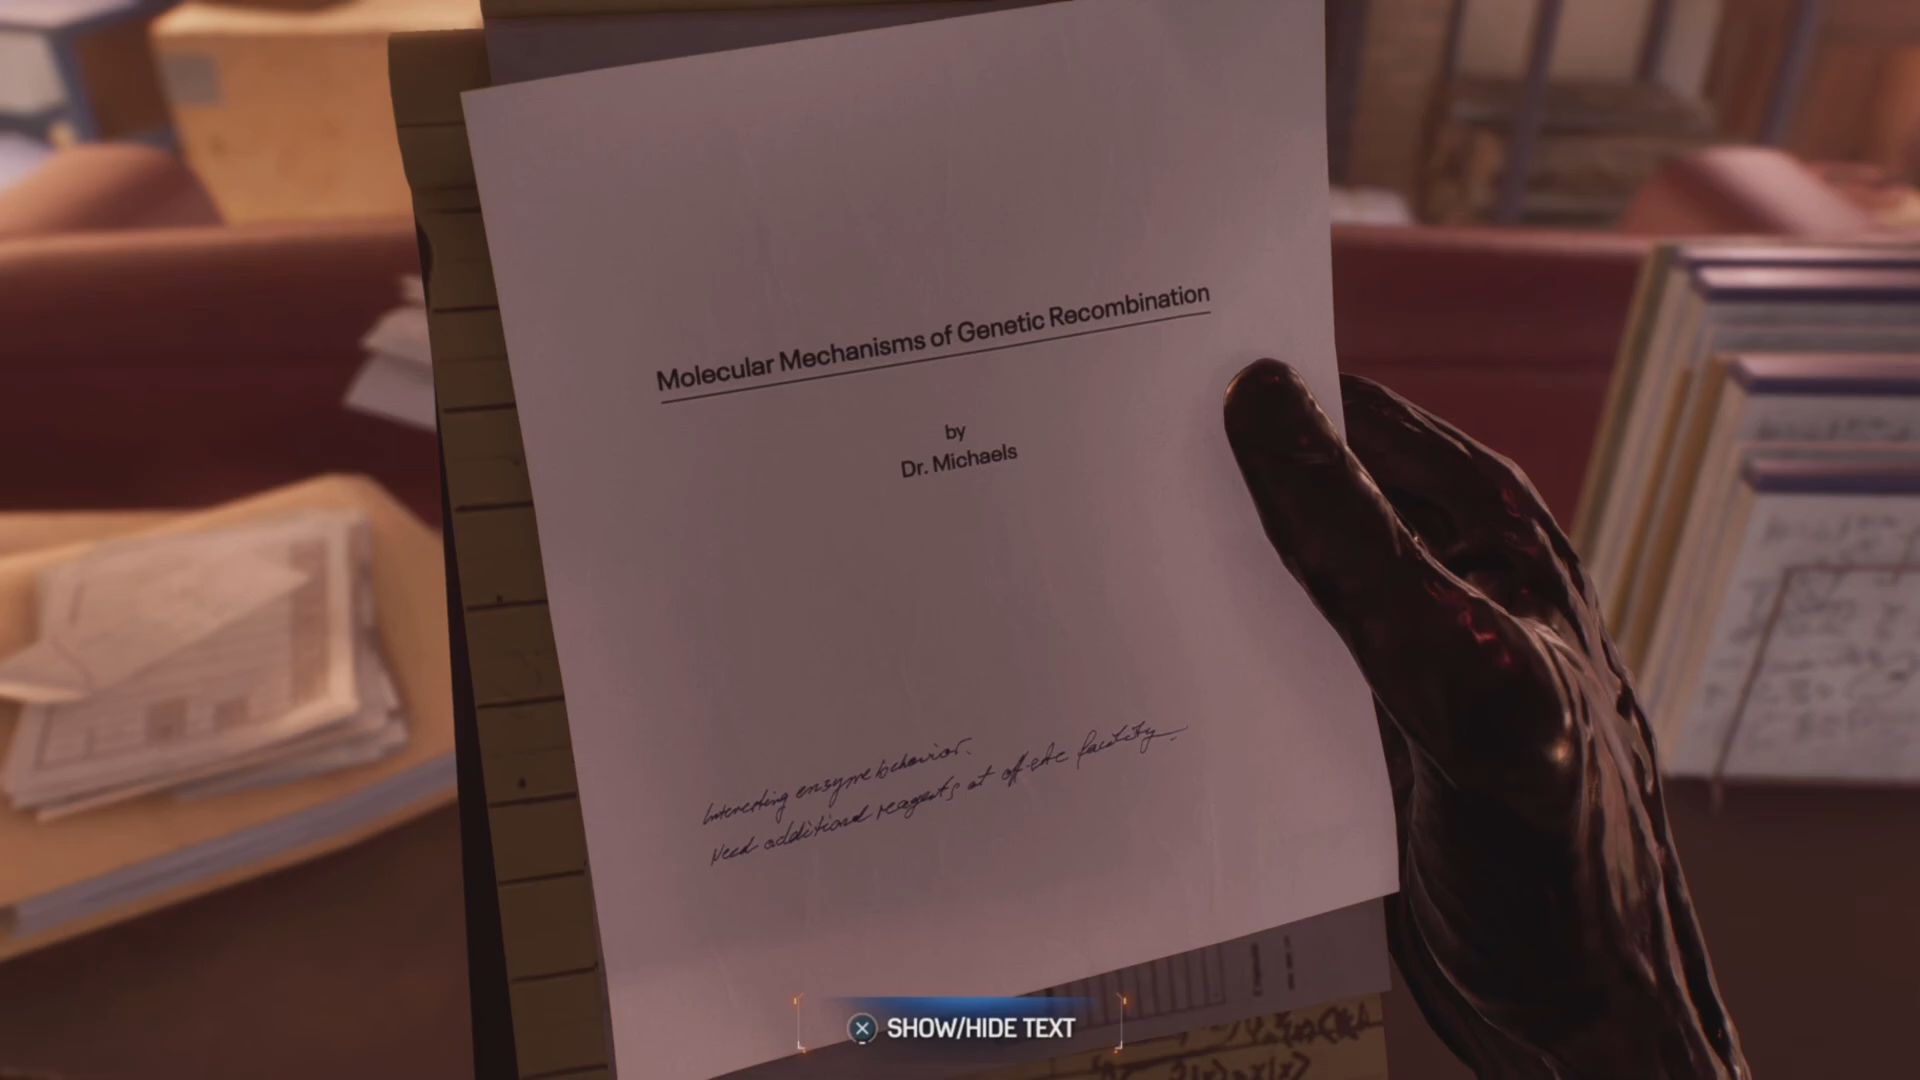 Molecular Mechanisms of Genetic Recombination
by
Dr. Michaels
Interesting enzyme behavior.
Need additional reagents at off-site facility.
SHOW/HIDE TEXT